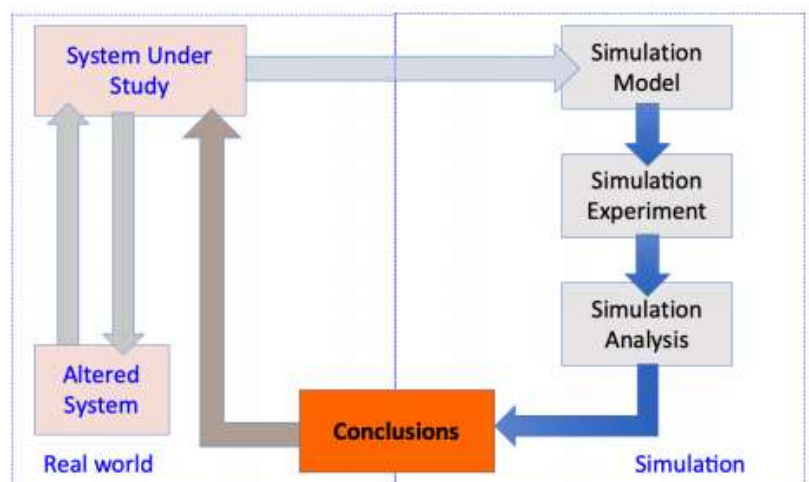 System Under
Study
Simulation
Model
Simulation
Experiment
Simulation
Analysis
Altered
System
Conclusions
Real world
Simulation